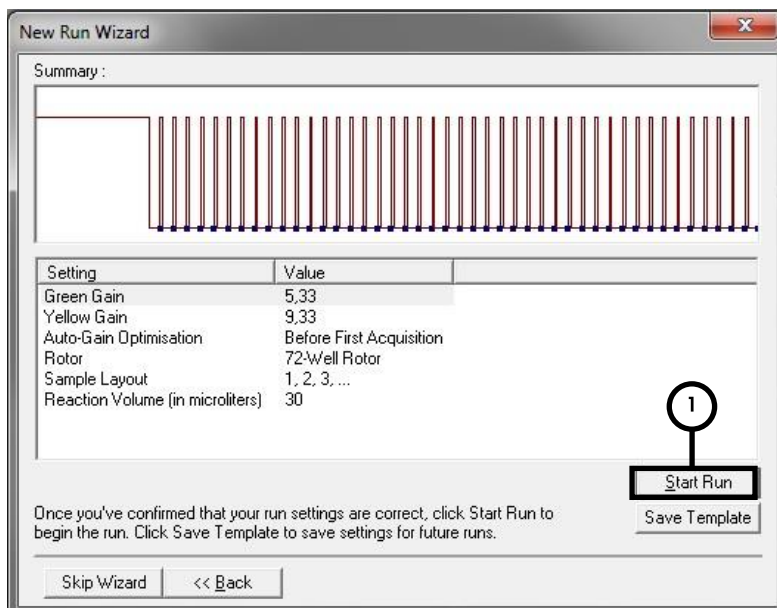 New Run Wizard
Summary :
Setting Value
Green Gain 5,33
Yellow Gain 9,33
Auto-Gain Optimisation Before First Acquisition
Rotor 72-Well Rotor
Sample Layout 1, 2, 3, ...
Reaction Volume (in microliters) 30
1
Start Run
Once you've confirmed that your run settings are correct, click Start Run to
begin the run. Click Save Template to save settings for future runs.
Save Template
Skip Wizard << Back